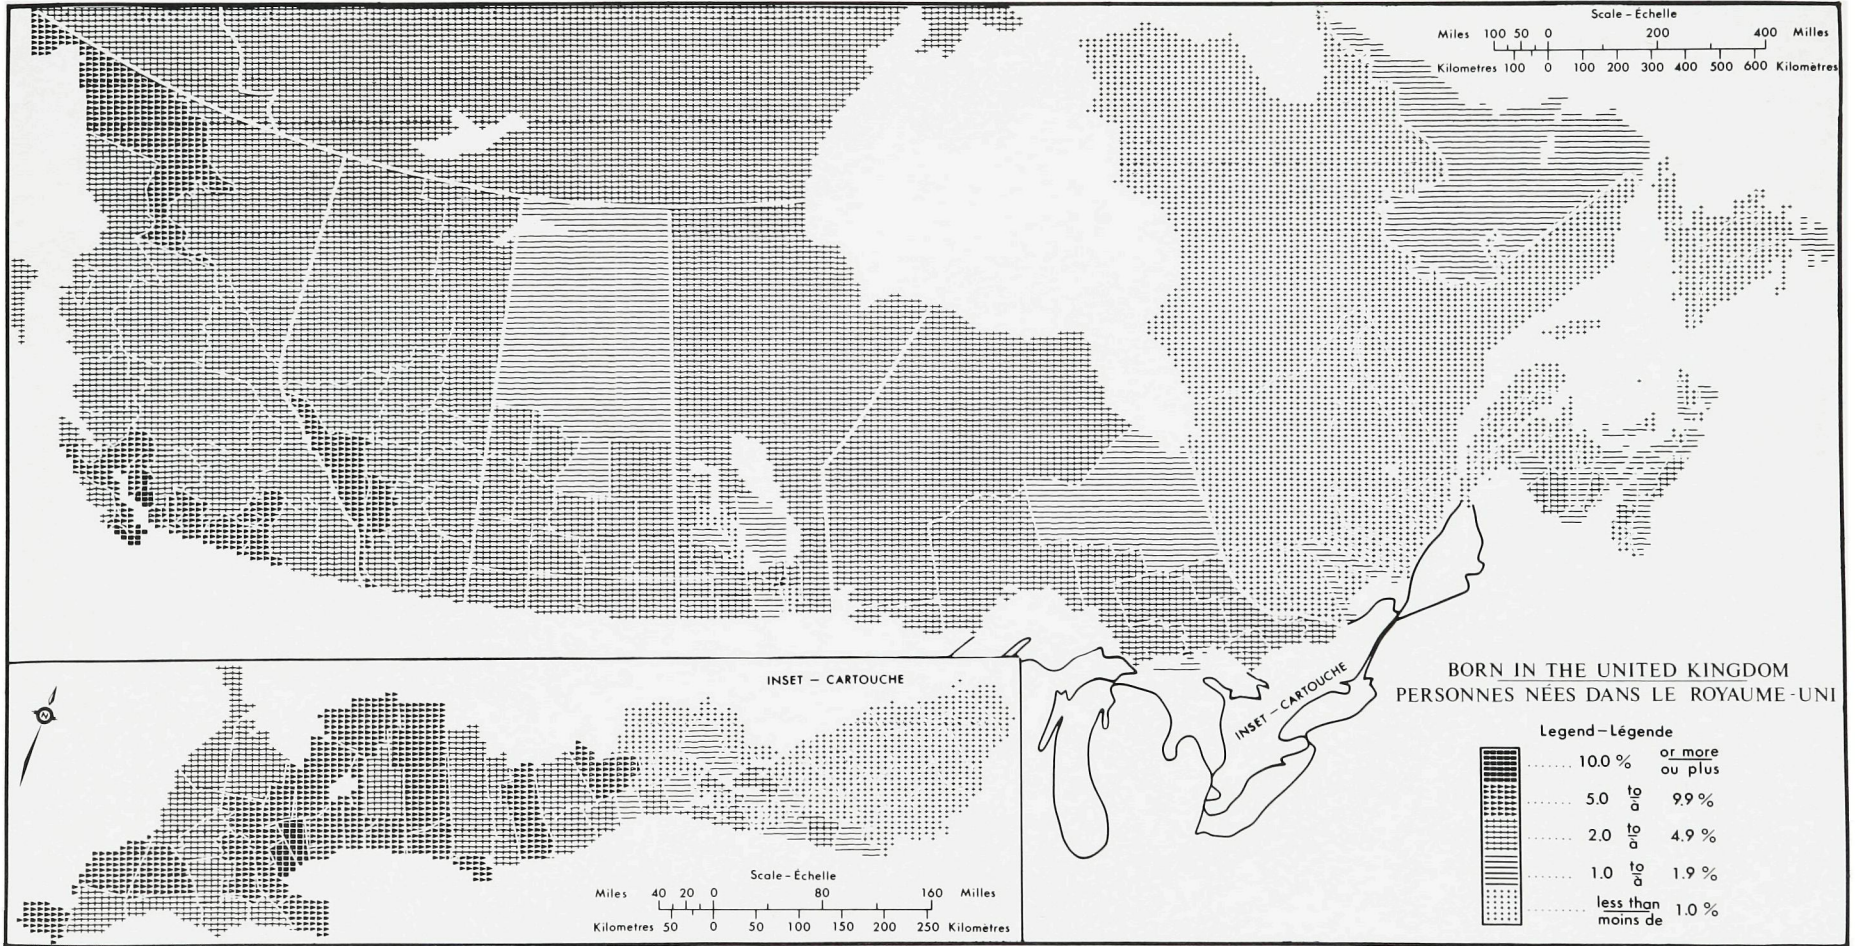 Scale – Échelle
Miles 100 50 0 200 400 Milles
Kilometres 100 0 100 200 300 400 500 600 Kilomètres
INSET – CARTOUCHE
N
INSET – CARTOUCHE
BORN IN THE UNITED KINGDOM
PERSONNES NÉES DANS LE ROYAUME-UNI
Legend – Légende
10.0 % or more
ou plus
5.0 to
à 9.9 %
2.0 to
à 4.9 %
1.0 to
à 1.9 %
less than
moins de 1.0 %
Scale – Échelle
Miles 40 20 0 80 160 Milles
Kilometres 50 0 50 100 150 200 250 Kilomètres